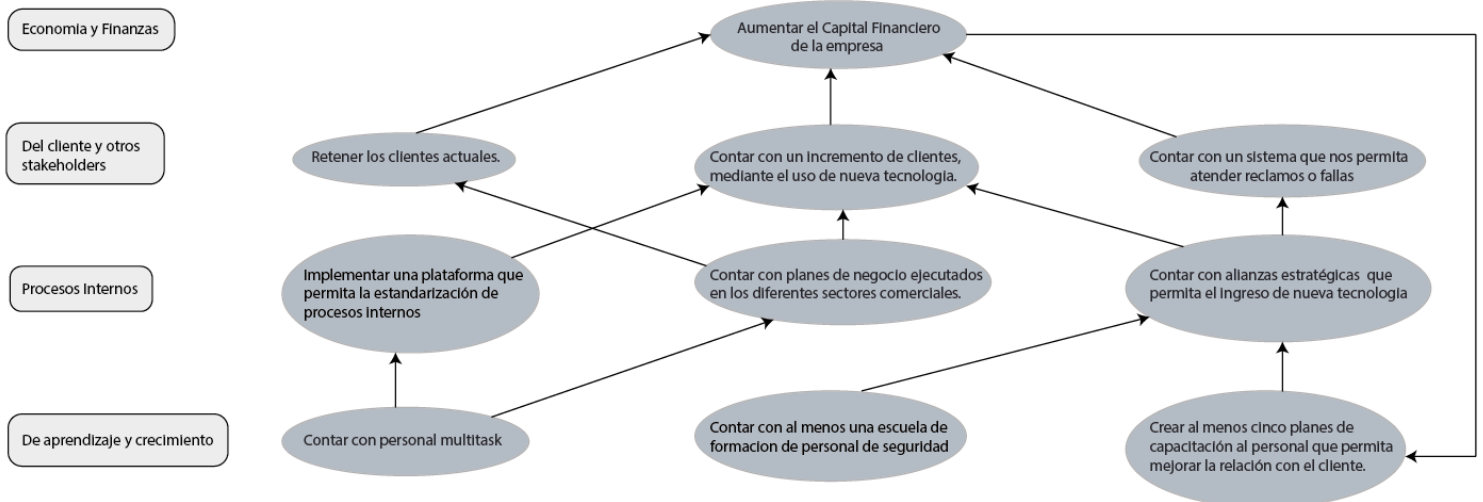 Economia y Finanzas
Aumentar el Capital Financiero
de la empresa
Del cliente y otros
stakeholders
Retener los clientes actuales.
Contar con un incremento de clientes,
mediante el uso de nueva tecnologia.
Contar con un sistema que nos permita
atender reclamos o fallas
Procesos Internos
Implementar una plataforma que
permita la estandarización de
procesos internos
Contar con planes de negocio ejecutados
en los diferentes sectores comerciales.
Contar con alianzas estratégicas que
permita el ingreso de nueva tecnologia
De aprendizaje y crecimiento
Contar con personal multitask
Contar con al menos una escuela de
formacion de personal de seguridad
Crear al menos cinco planes de
capacitación al personal que permita
mejorar la relación con el cliente.